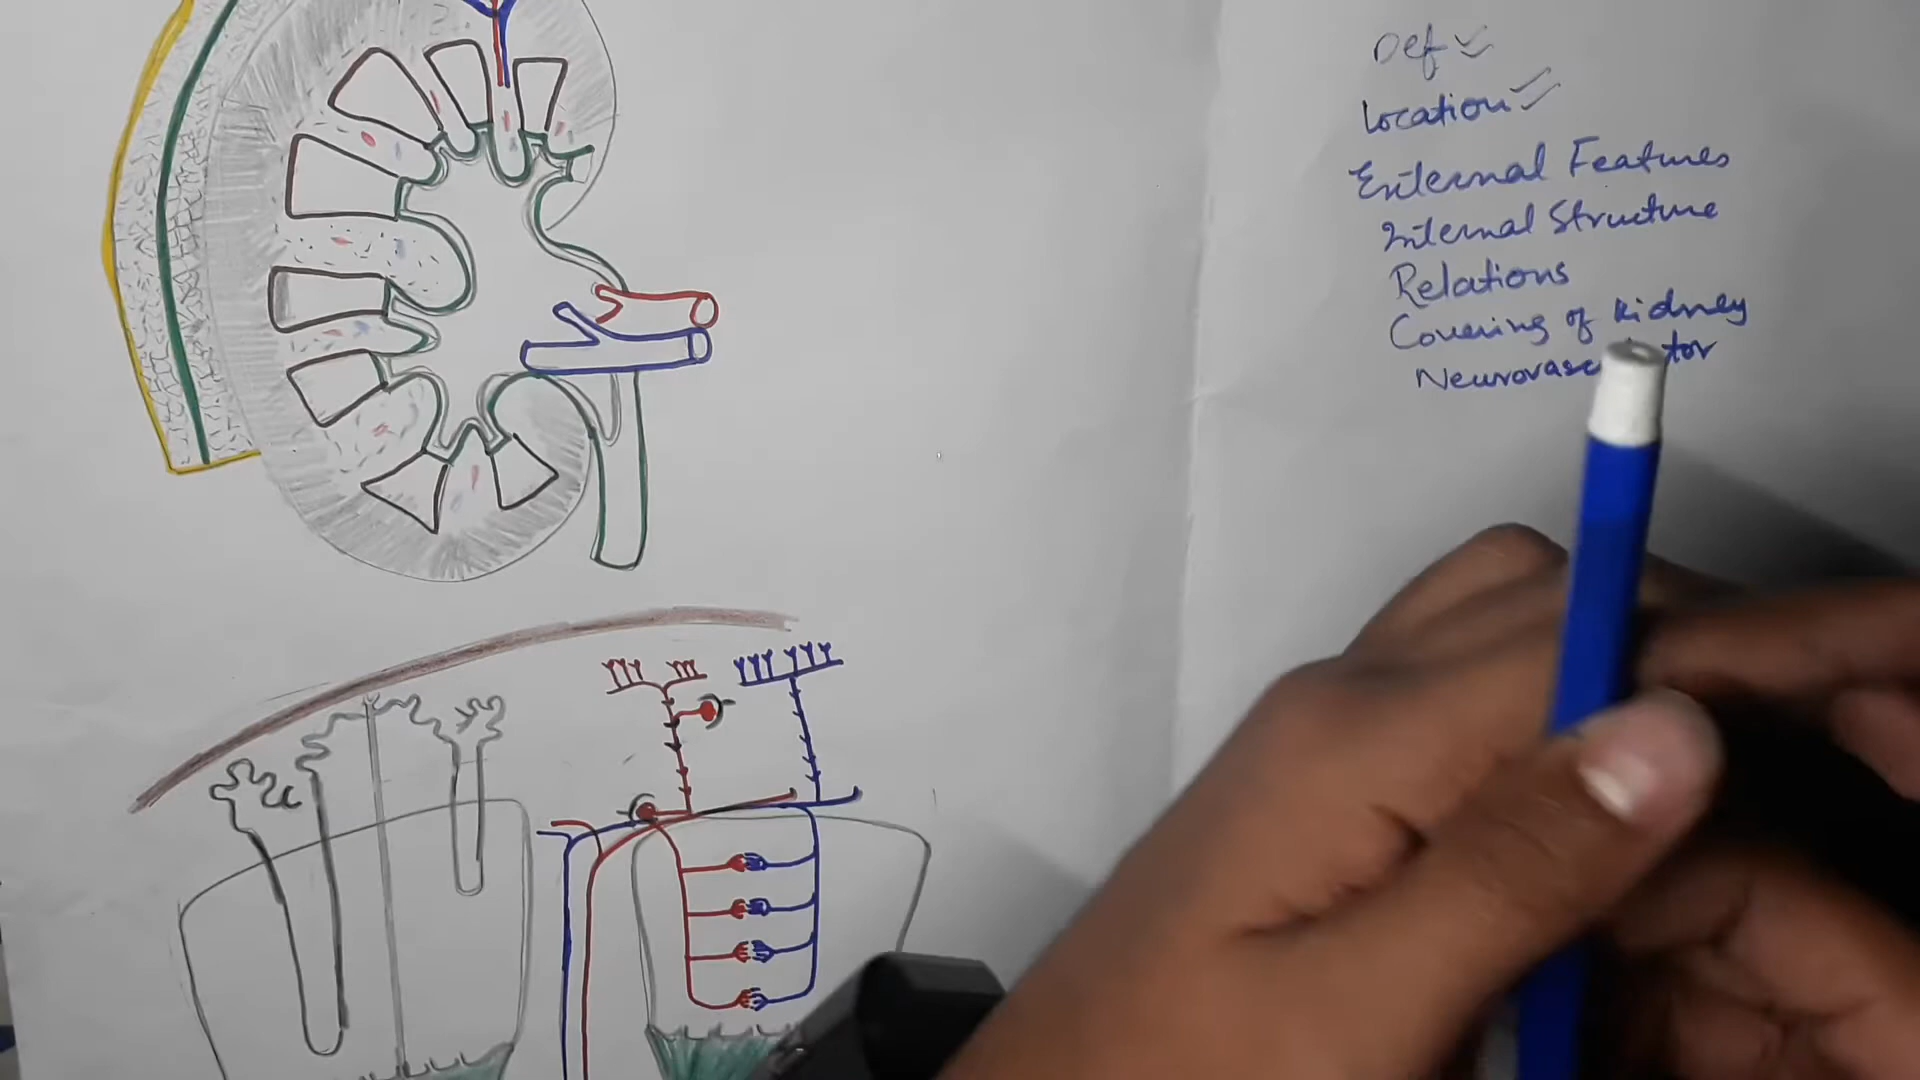 Def
Location
External Features
Internal Structure
Relations
Covering of kidney